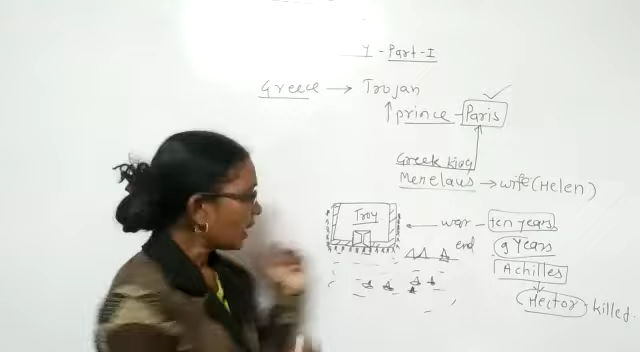 Y - Part-I
Greece → Trojan
↑ prince - Paris ✓
Greek king
Menelaus → wife (Helen)
Troy
← war - ten years
end 9 Years
Achilles
Hector - killed.